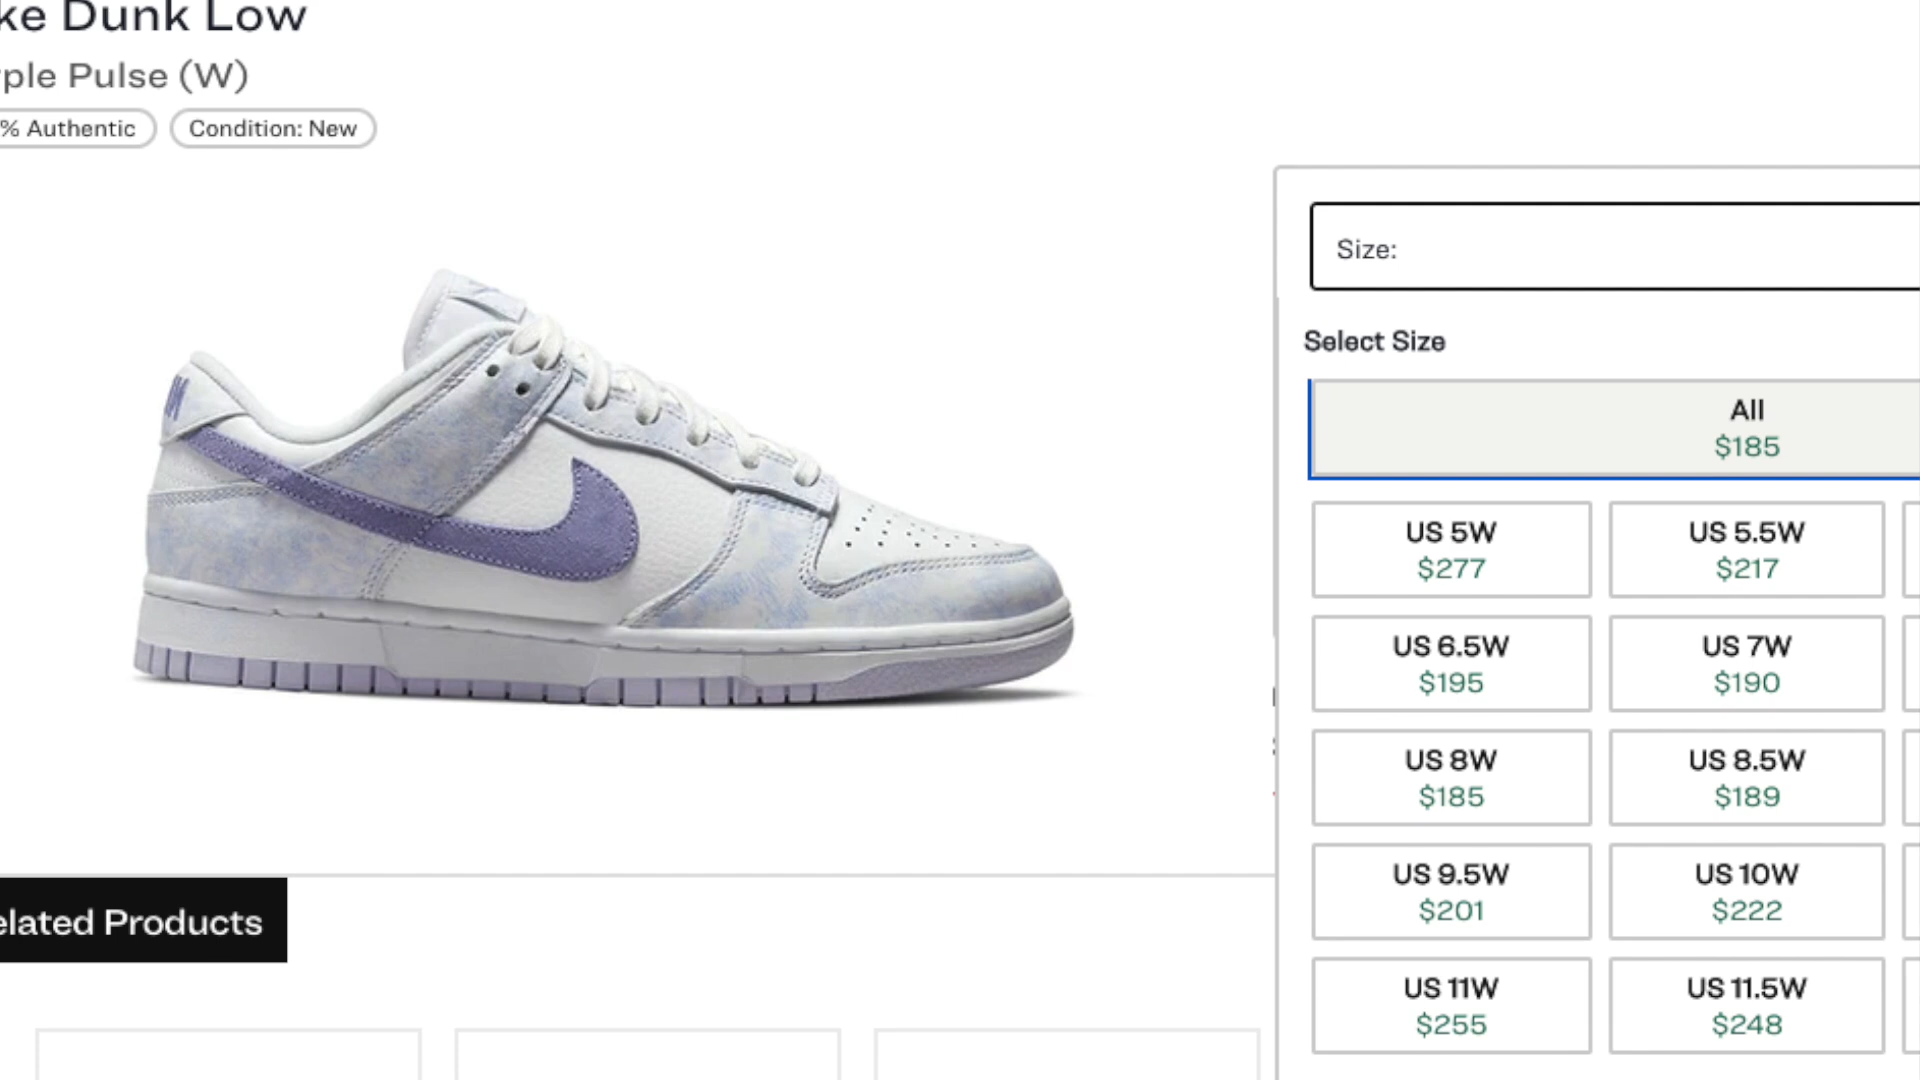 ke Dunk Low
ple Pulse (W)
% Authentic
Condition: New
Size:
Select Size
All
$185
US 5W
$277
US 5.5W
$217
US 6.5W
$195
US 7W
$190
US 8W
$185
US 8.5W
$189
US 9.5W
$201
US 10W
$222
US 11W
$255
US 11.5W
$248
elated Products